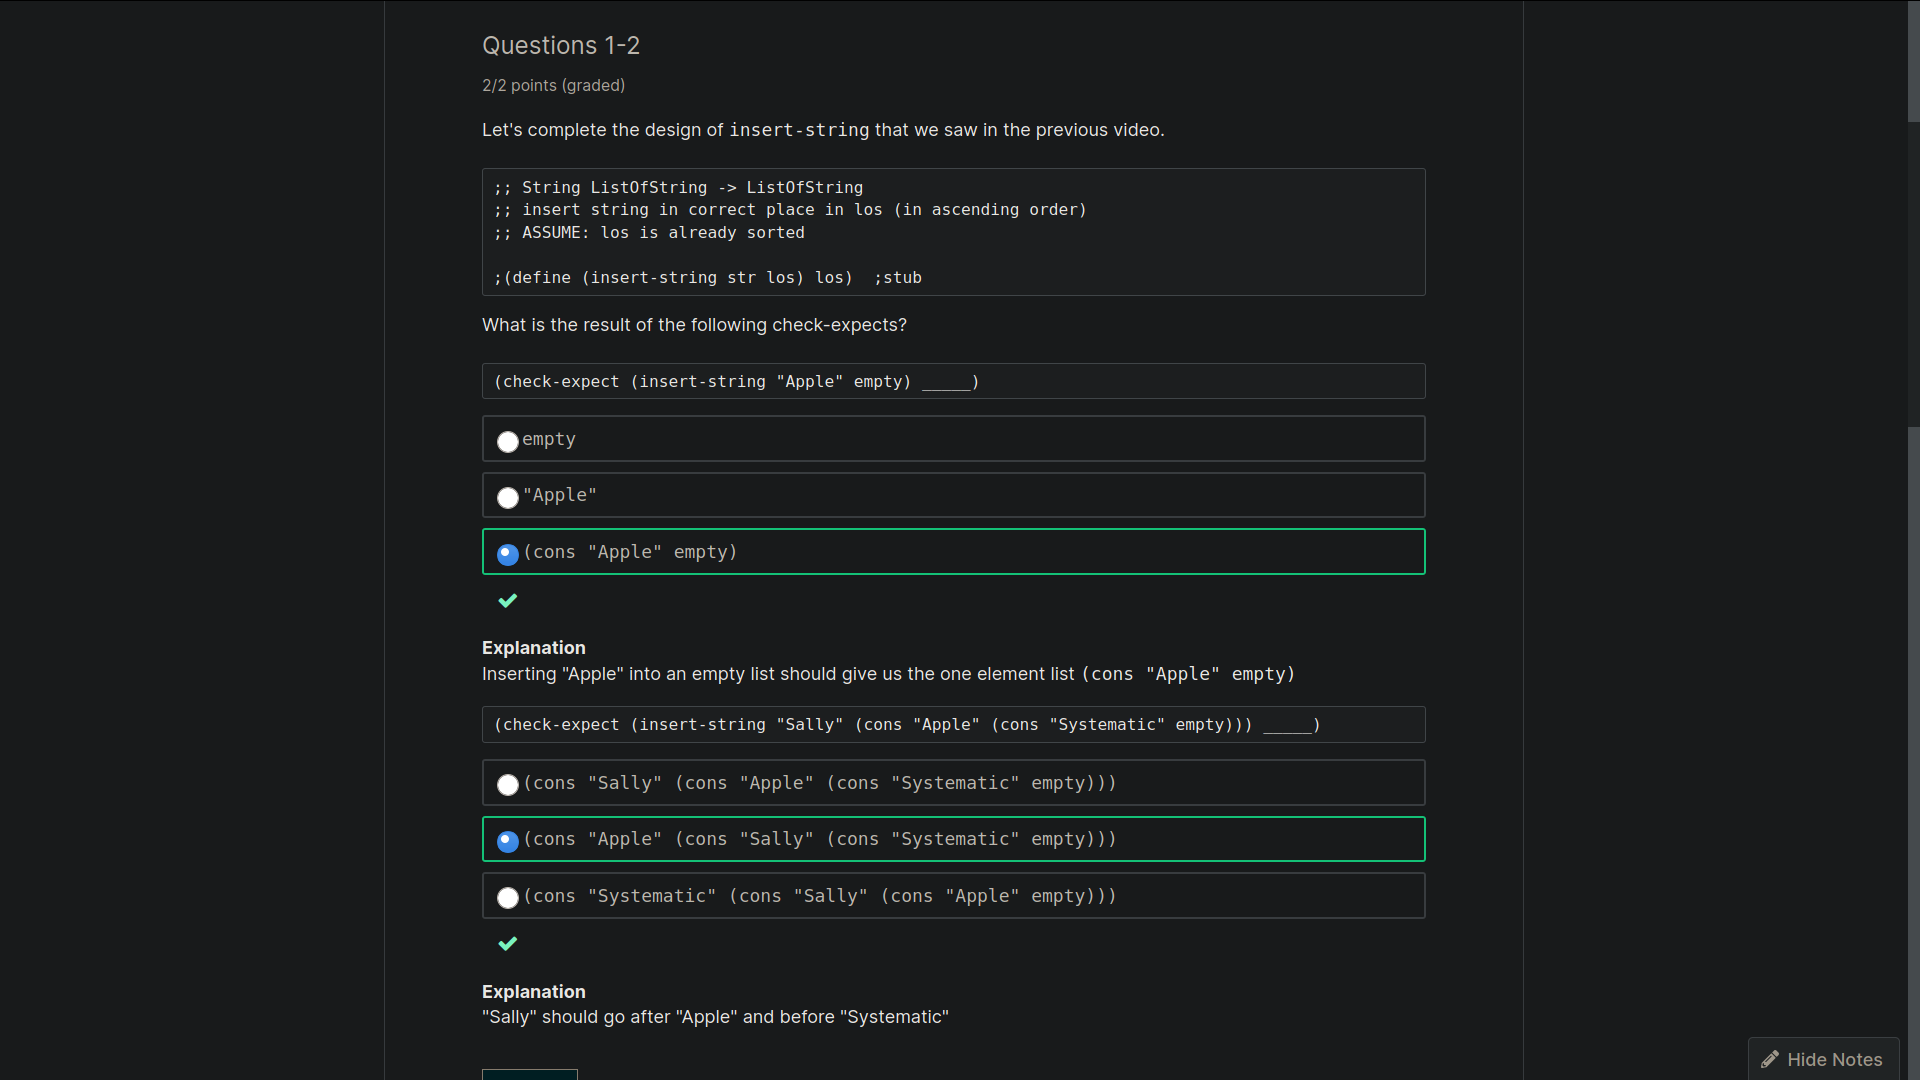 Questions 1-2
2/2 points (graded)
Let's complete the design of insert-string that we saw in the previous video.
;; String ListOfString -> ListOfString
;; insert string in correct place in los (in ascending order)
;; ASSUME: los is already sorted
;(define (insert-string str los) los)  ;stub
What is the result of the following check-expects?
(check-expect (insert-string "Apple" empty) _____)
empty
"Apple"
(cons "Apple" empty)
Explanation
Inserting "Apple" into an empty list should give us the one element list (cons "Apple" empty)
(check-expect (insert-string "Sally" (cons "Apple" (cons "Systematic" empty))) _____)
(cons "Sally" (cons "Apple" (cons "Systematic" empty)))
(cons "Apple" (cons "Sally" (cons "Systematic" empty)))
(cons "Systematic" (cons "Sally" (cons "Apple" empty)))
Explanation
"Sally" should go after "Apple" and before "Systematic"
Hide Notes